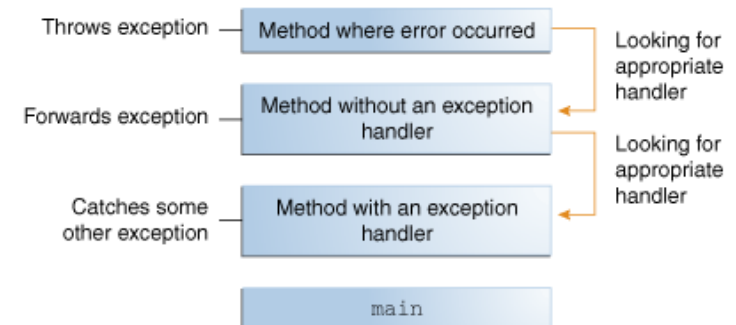 Throws exception
Method where error occurred
Looking for
appropriate
handler
Forwards exception
Method without an exception
handler
Looking for
appropriate
handler
Catches some
other exception
Method with an exception
handler
main